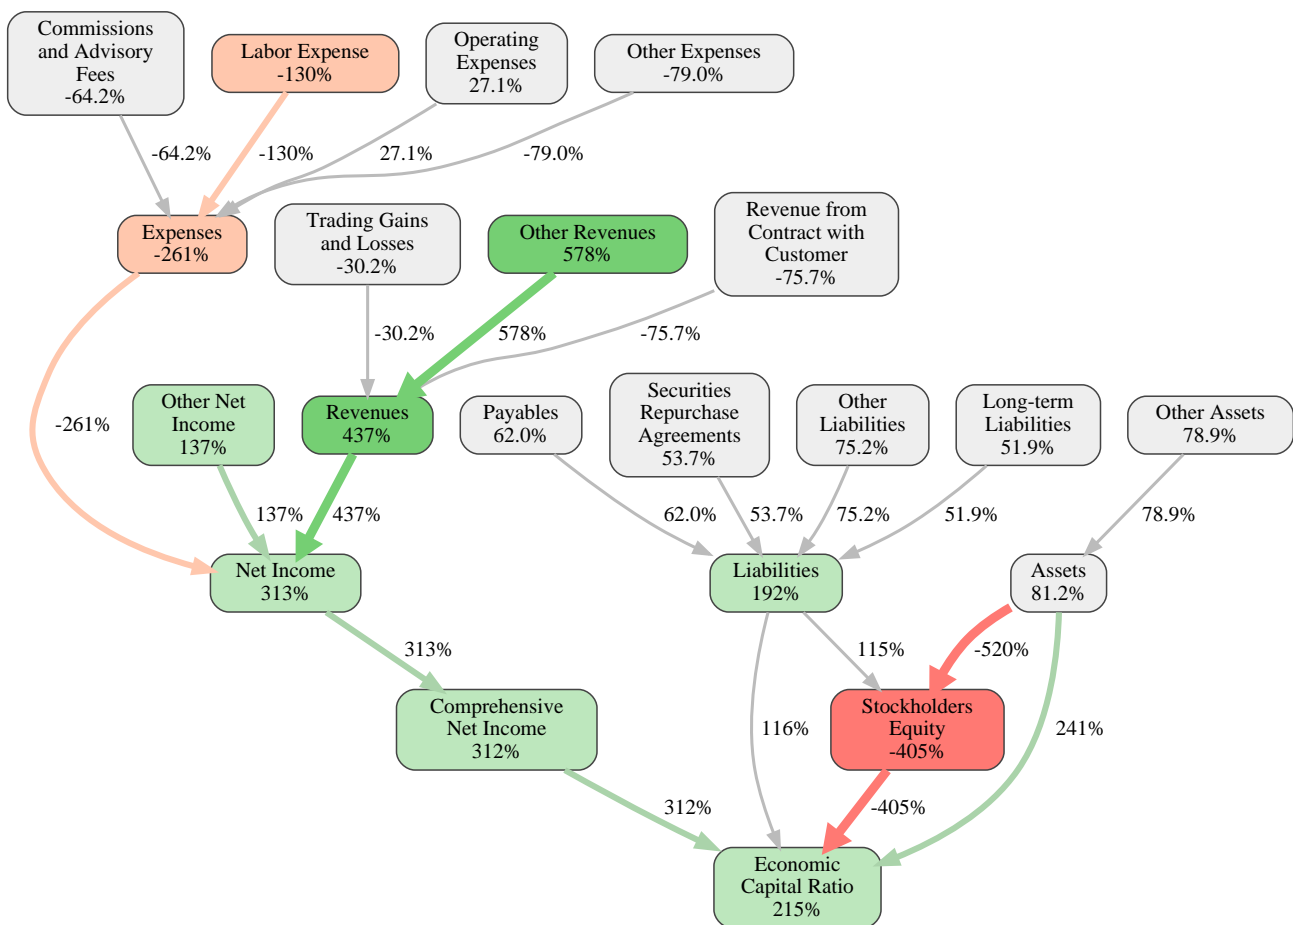 Commissions
and Advisory
Fees
-64.2%
Labor Expense
-130%
Operating
Expenses
27.1%
Other Expenses
-79.0%
-64.2%
-130%
27.1%
-79.0%
Expenses
-261%
Trading Gains
and Losses
-30.2%
Other Revenues
578%
Revenue from
Contract with
Customer
-75.7%
-30.2%
578%
-75.7%
-261%
Other Net
Income
137%
Revenues
437%
Payables
62.0%
Securities
Repurchase
Agreements
53.7%
Other
Liabilities
75.2%
Long-term
Liabilities
51.9%
Other Assets
78.9%
137%
437%
62.0%
53.7%
75.2%
51.9%
78.9%
Net Income
313%
Liabilities
192%
Assets
81.2%
313%
115%
-520%
Comprehensive
Net Income
312%
116%
Stockholders
Equity
-405%
241%
312%
-405%
Economic
Capital Ratio
215%